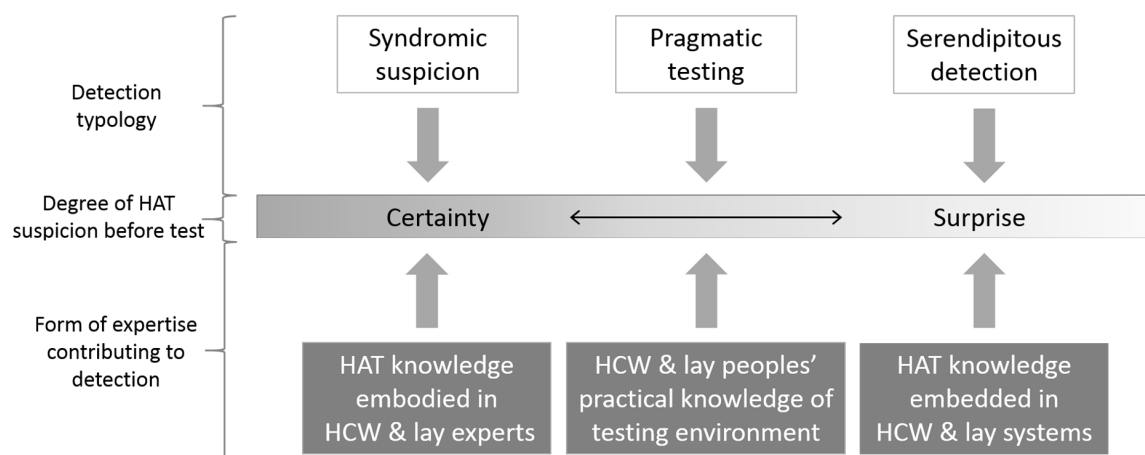 Detection
typology
Syndromic
suspicion
Pragmatic
testing
Serendipitous
detection
Degree of HAT
suspicion before test
Certainty
Surprise
Form of expertise
contributing to
detection
HAT knowledge
embodied in
HCW & lay experts
HCW & lay peoples’
practical knowledge of
testing environment
HAT knowledge
embedded in
HCW & lay systems